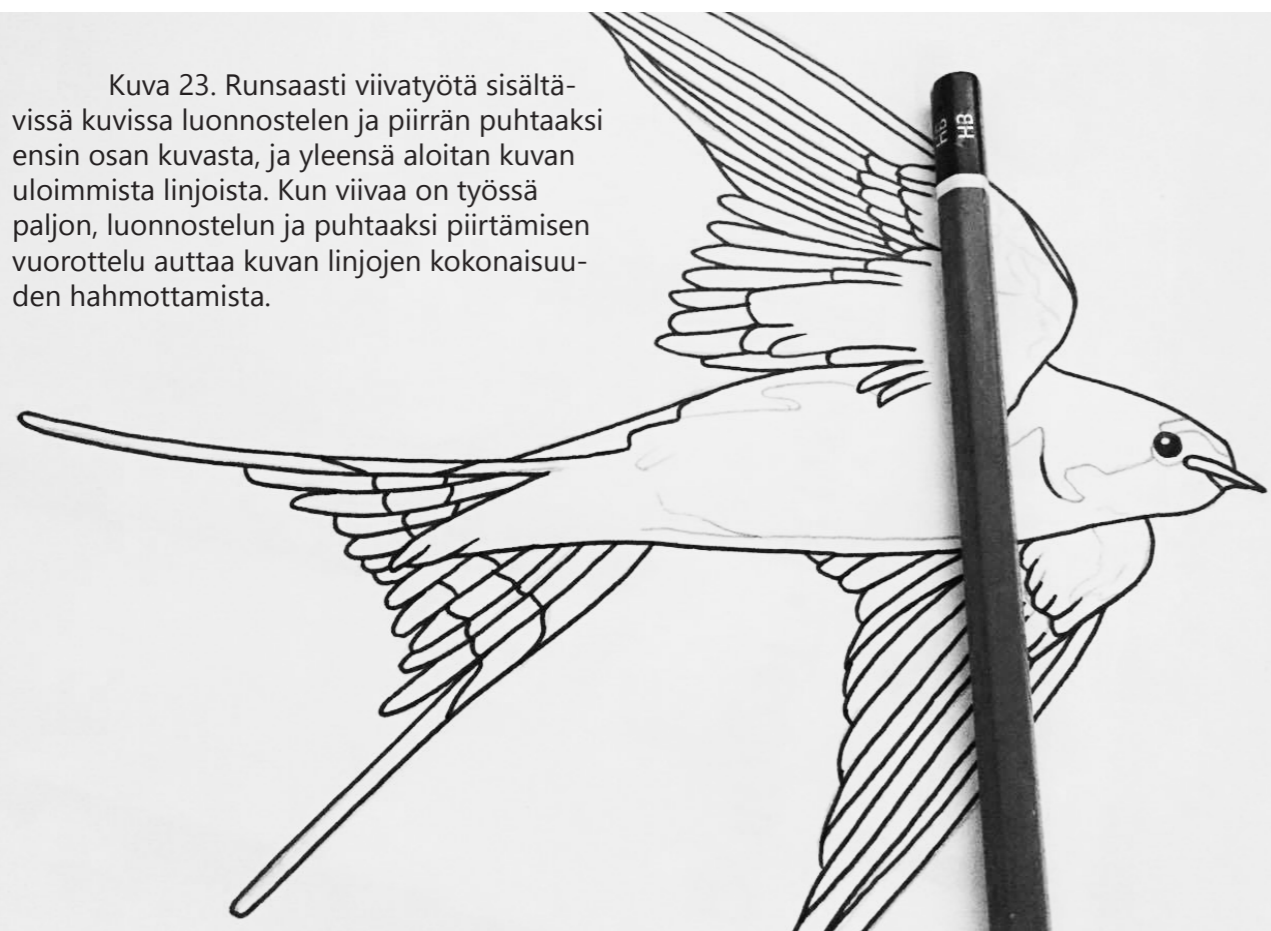 Kuva 23. Runsaasti viivatyötä sisältä-
vissä kuvissa luonnostelen ja piirrän puhtaaksi
ensin osan kuvasta, ja yleensä aloitan kuvan
uloimmista linjoista. Kun viivaa on työssä
paljon, luonnostelun ja puhtaaksi piirtämisen
vuorottelu auttaa kuvan linjojen kokonaisuu-
den hahmottamista.
HB
HB